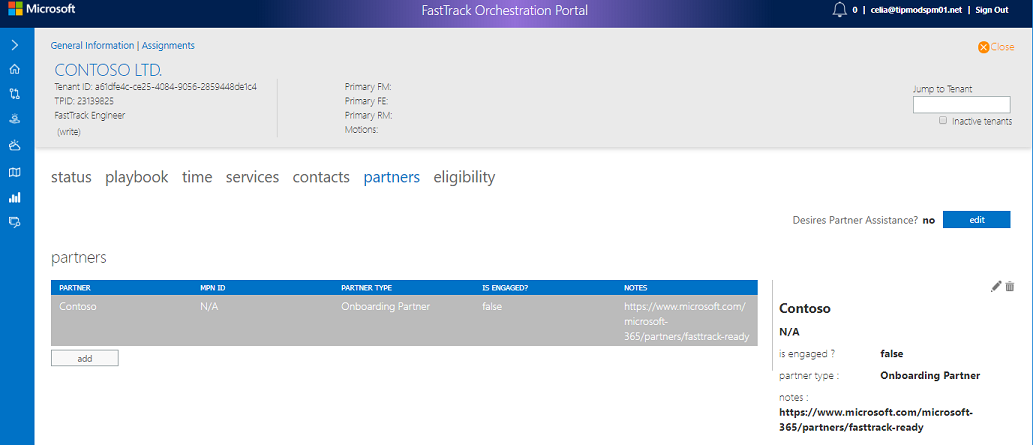 Microsoft
FastTrack Orchestration Portal
0 | celia@tipmodspm01.net | Sign Out
General Information | Assignments
Close
CONTOSO LTD.
Tenant ID: a61dfe4c-ce25-4084-9056-2859448de1c4
TPID: 23139825
FastTrack Engineer
(write)
Primary FM:
Primary FE:
Primary RM:
Motions:
Jump to Tenant
Inactive tenants
status playbook time services contacts partners eligibility
Desires Partner Assistance? no edit
partners
PARTNER MPN ID PARTNER TYPE IS ENGAGED? NOTES
Contoso N/A Onboarding Partner false https://www.microsoft.com/
microsoft-
365/partners/fasttrack-ready
add
Contoso
N/A
is engaged ? false
partner type : Onboarding Partner
notes :
https://www.microsoft.com/microsoft-
365/partners/fasttrack-ready